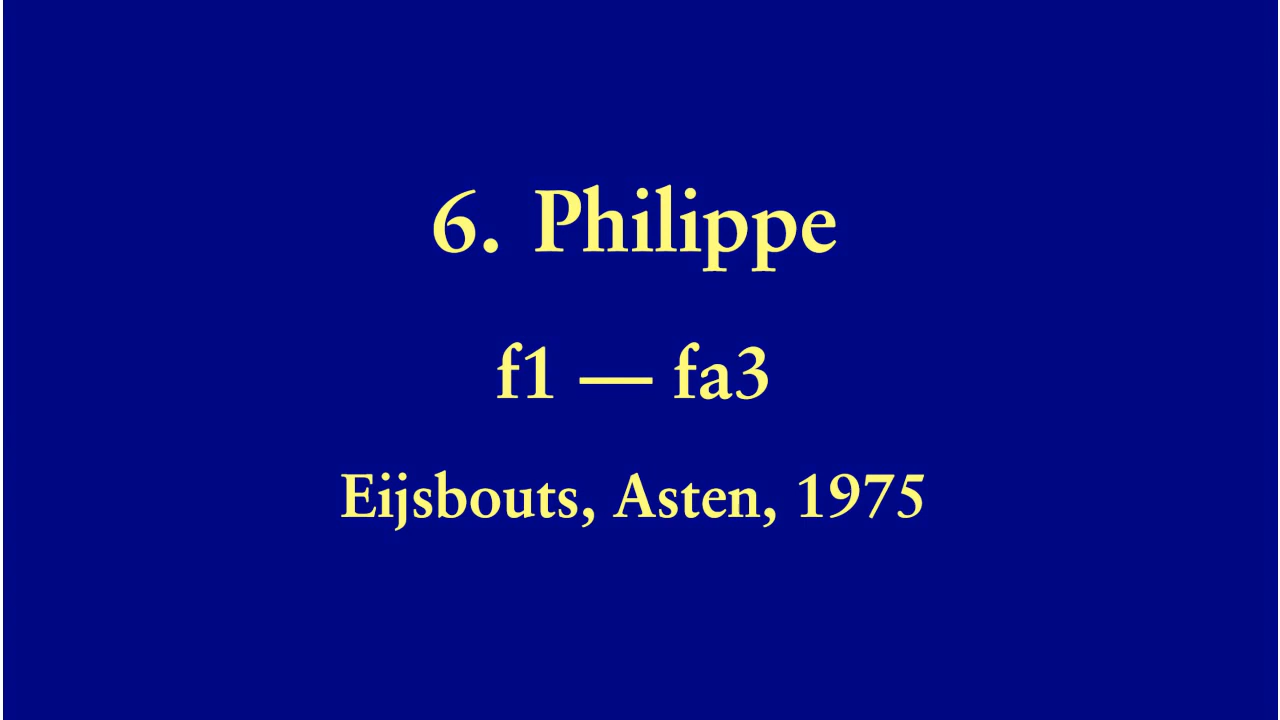 6. Philippe
f1 — fa3
Eijsbouts, Asten, 1975